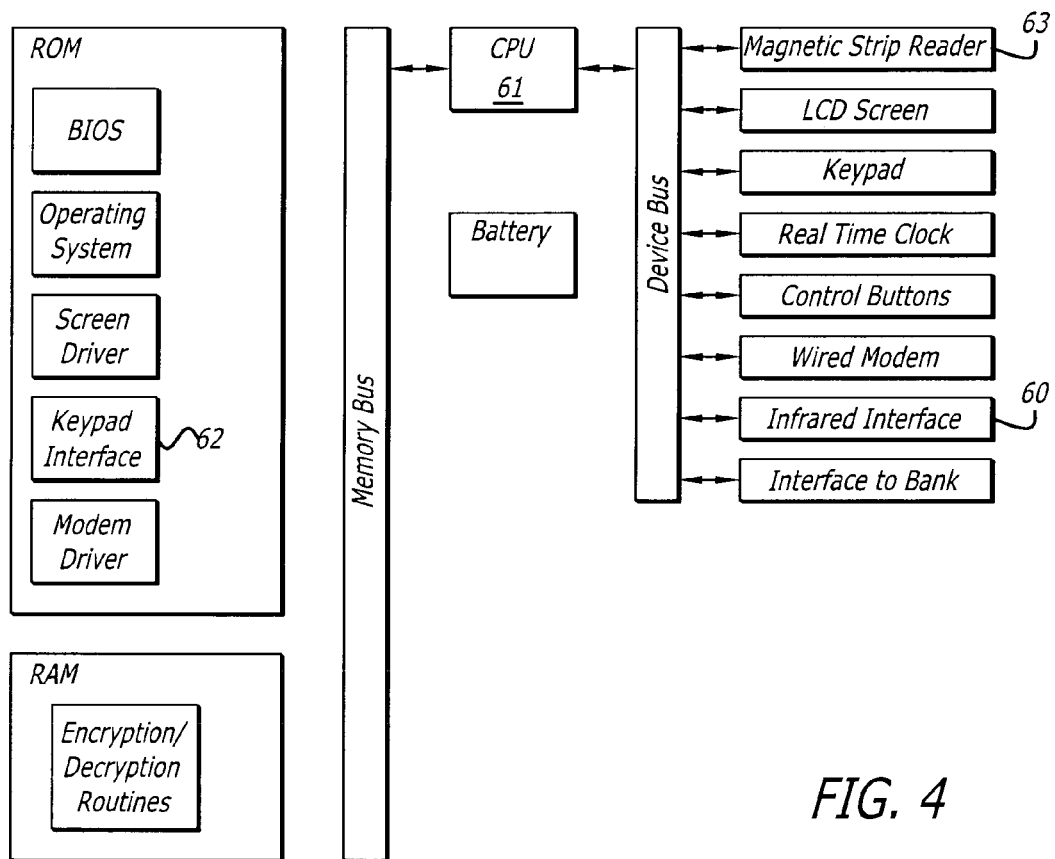 ROM
BIOS
Operating
System
Screen
Driver
Keypad
Interface
62
Modem
Driver
RAM
Encryption/
Decryption
Routines
Memory Bus
CPU
61
Battery
Device Bus
63
Magnetic Strip Reader
LCD Screen
Keypad
Real Time Clock
Control Buttons
Wired Modem
60
Infrared Interface
Interface to Bank
FIG. 4